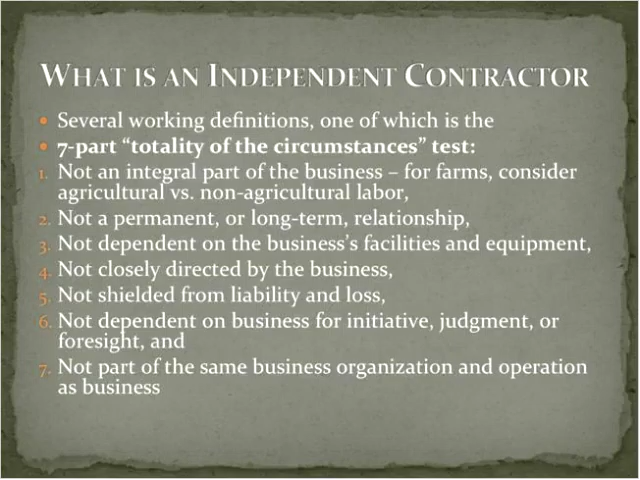 WHAT IS AN INDEPENDENT CONTRACTOR
• Several working definitions, one of which is the
• 7-part “totality of the circumstances” test:
1. Not an integral part of the business – for farms, consider
agricultural vs. non-agricultural labor,
2. Not a permanent, or long-term, relationship,
3. Not dependent on the business’s facilities and equipment,
4. Not closely directed by the business,
5. Not shielded from liability and loss,
6. Not dependent on business for initiative, judgment, or
foresight, and
7. Not part of the same business organization and operation
as business